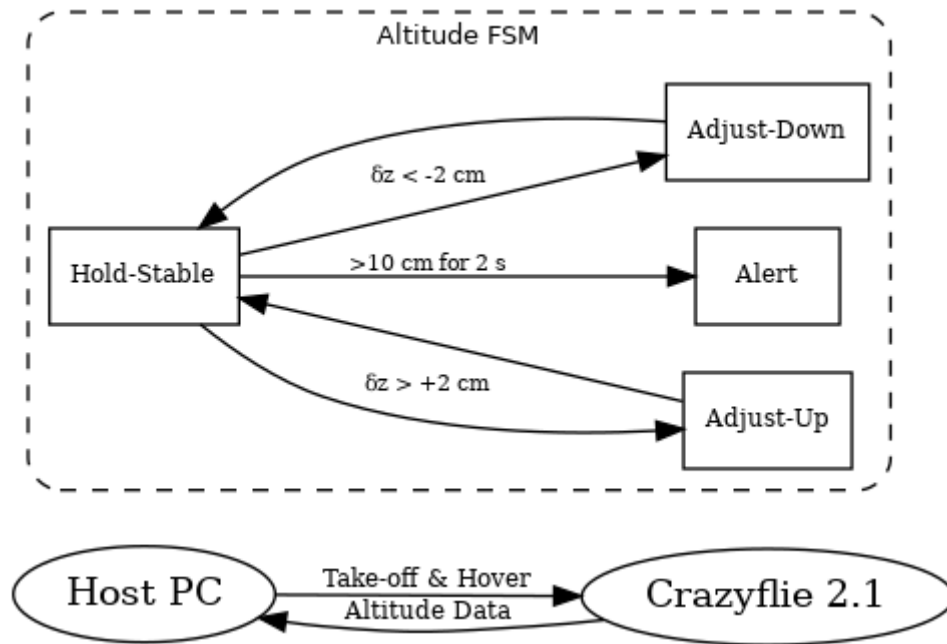 Altitude FSM
Adjust-Down
δz < -2 cm
Hold-Stable
>10 cm for 2 s
Alert
δz > +2 cm
Adjust-Up
Host PC
Take-off & Hover
Altitude Data
Crazyflie 2.1